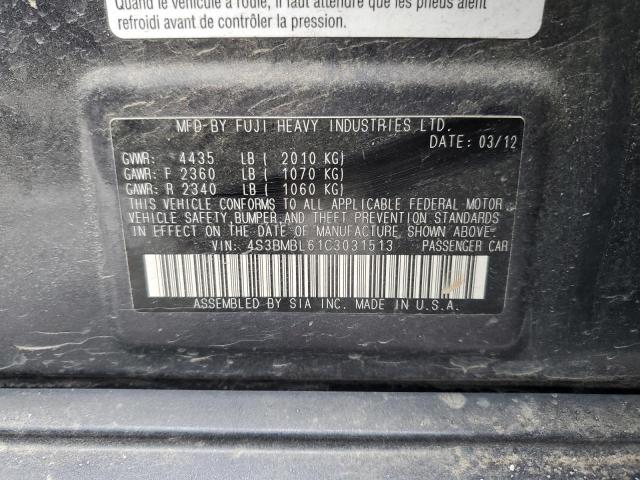 Quand le véhicule a roulé, il faut attendre que les pneus aient
refroidi avant de contrôler la pression.
MFD BY FUJI HEAVY INDUSTRIES LTD.
DATE: 03/12
GVWR: 4435 LB ( 2010 KG)
GAWR: F 2360 LB ( 1070 KG)
GAWR: R 2340 LB ( 1060 KG)
THIS VEHICLE CONFORMS TO ALL APPLICABLE FEDERAL MOTOR
VEHICLE SAFETY, BUMPER, AND THEFT PREVENTION STANDARDS
IN EFFECT ON THE DATE OF MANUFACTURE SHOWN ABOVE.
VIN: 4S3BMBL61C3031513 PASSENGER CAR
ASSEMBLED BY SIA INC. MADE IN U.S.A.